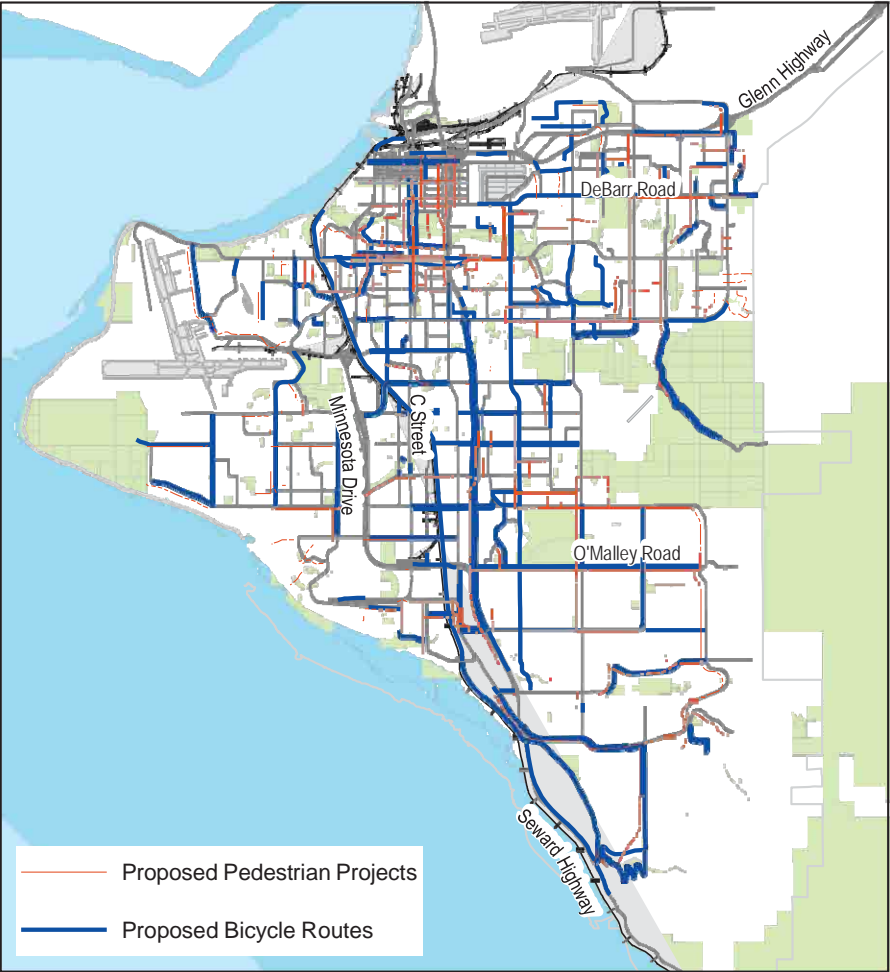 Glenn Highway
DeBarr Road
Minnesota Drive
C Street
O'Malley Road
Seward Highway
Proposed Pedestrian Projects
Proposed Bicycle Routes